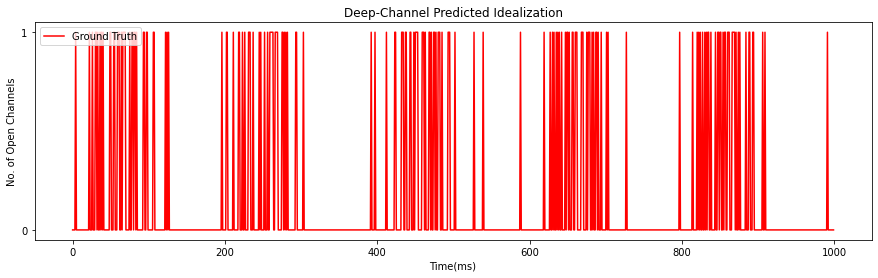 Deep-Channel Predicted Idealization
Ground Truth
No. of Open Channels
1
0
0 200 400 600 800 1000
Time(ms)